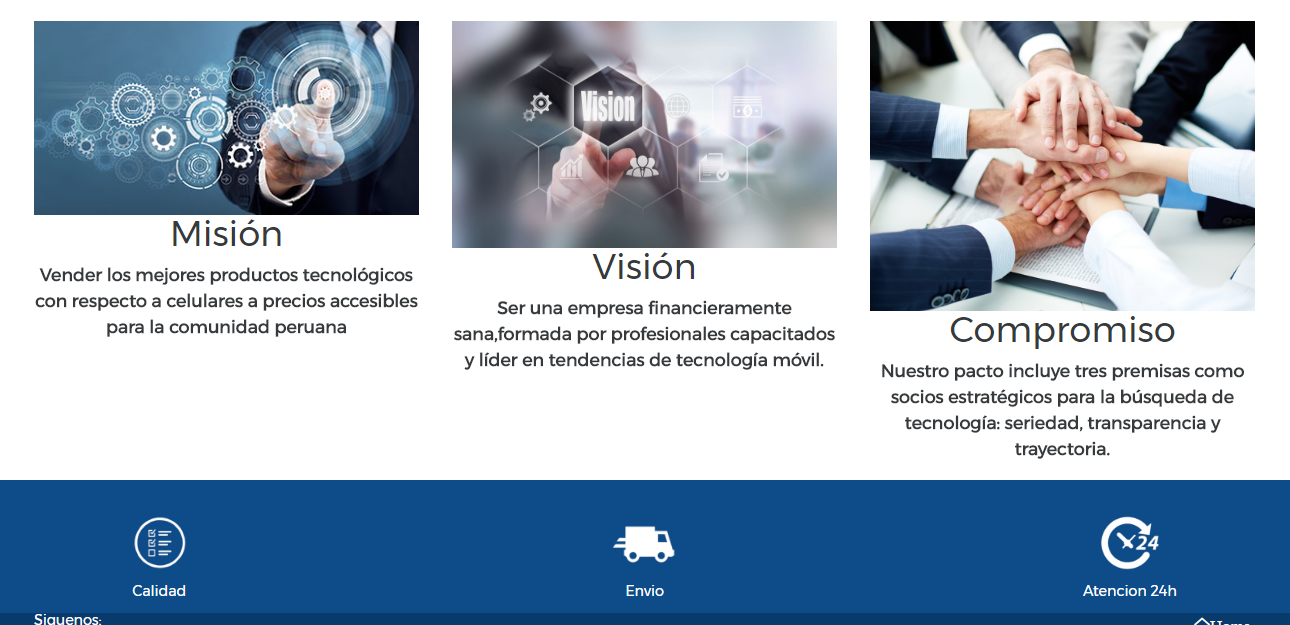 Vision
Misión
Vender los mejores productos tecnológicos
con respecto a celulares a precios accesibles
para la comunidad peruana
Visión
Ser una empresa financieramente
sana,formada por profesionales capacitados
y líder en tendencias de tecnología móvil.
Compromiso
Nuestro pacto incluye tres premisas como
socios estratégicos para la búsqueda de
tecnología: seriedad, transparencia y
trayectoria.
24
Calidad
Envio
Atencion 24h
Siguenos:
Home